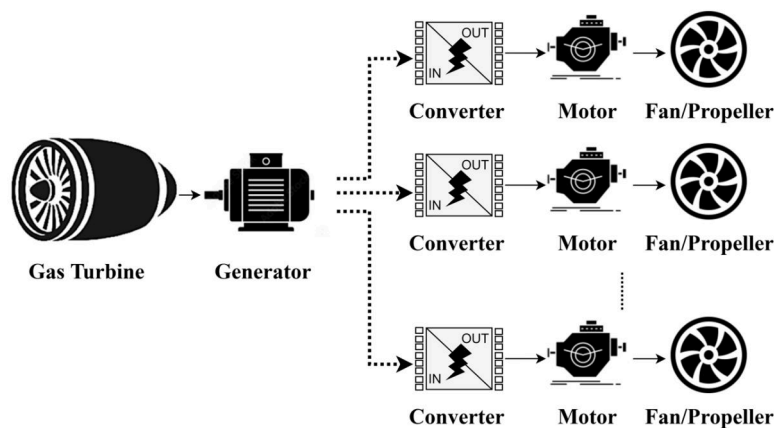 OUT
IN
Converter Motor Fan/Propeller
OUT
IN
Gas Turbine Generator Converter Motor Fan/Propeller
OUT
IN
Converter Motor Fan/Propeller